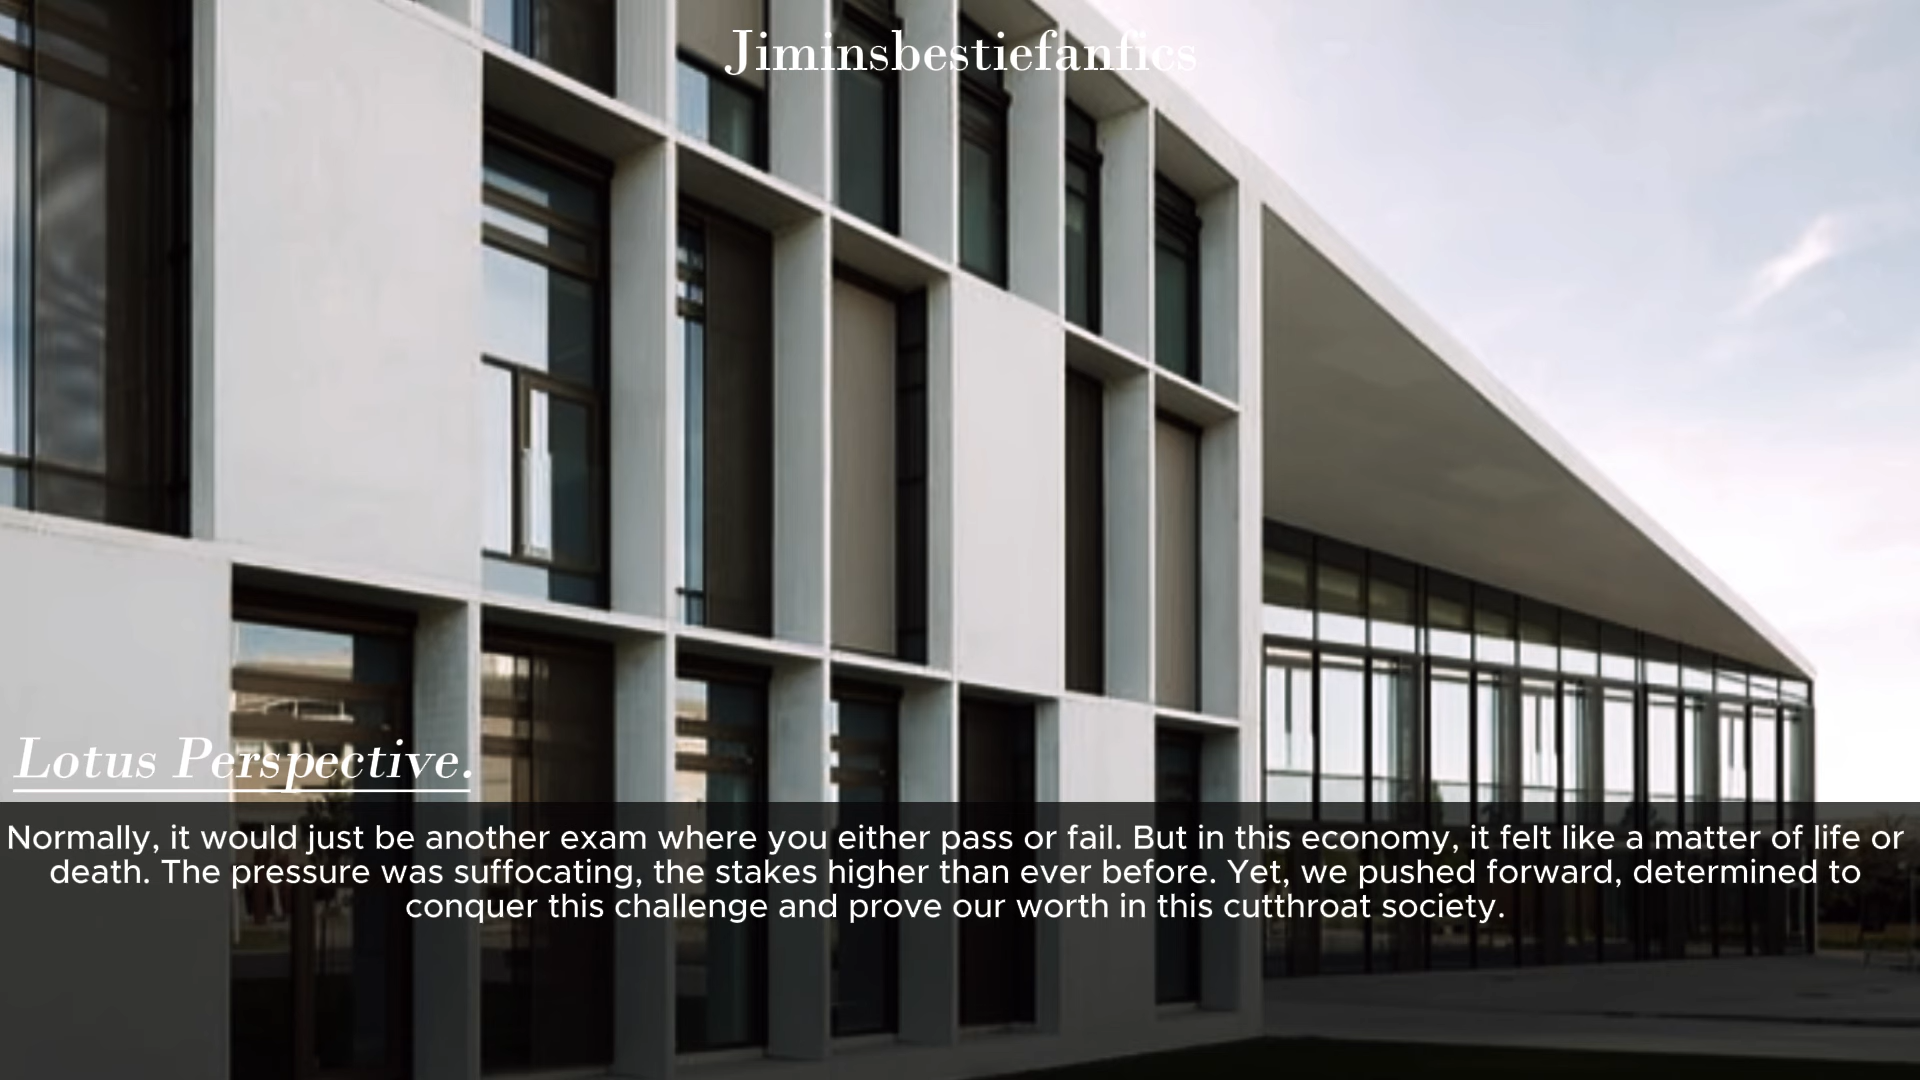 Jiminsbestiefanfics
Lotus Perspective.
Normally, it would just be another exam where you either pass or fail. But in this economy, it felt like a matter of life or
death. The pressure was suffocating, the stakes higher than ever before. Yet, we pushed forward, determined to
conquer this challenge and prove our worth in this cutthroat society.